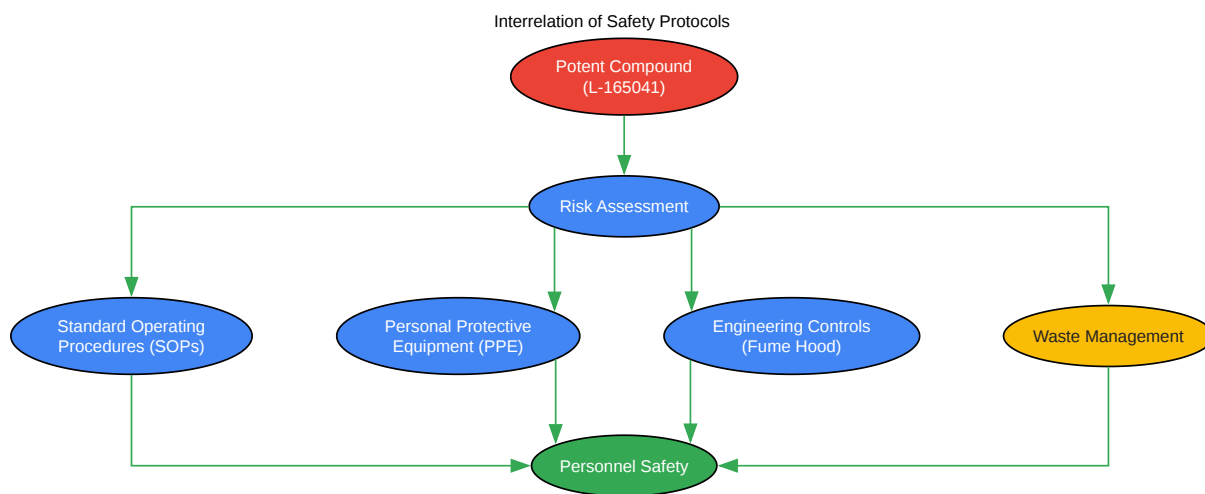 Interrelation of Safety Protocols
Potent Compound
(L-165041)
Risk Assessment
Standard Operating
Procedures (SOPs)
Personal Protective
Equipment (PPE)
Engineering Controls
(Fume Hood)
Waste Management
Personnel Safety